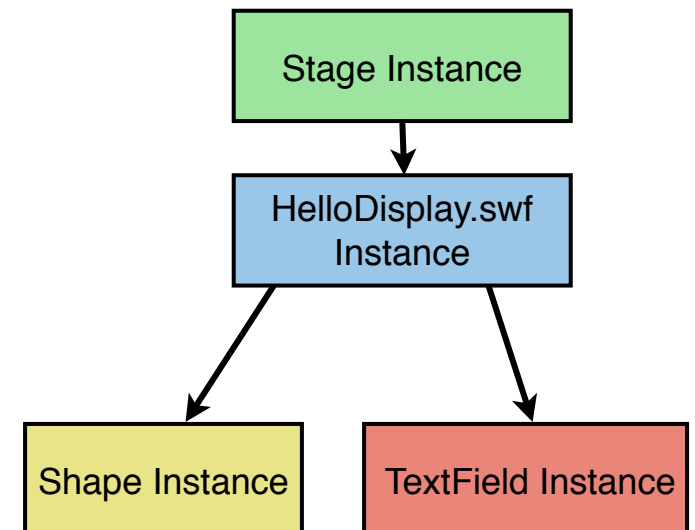 Stage Instance
HelloDisplay.swf
Instance
Shape Instance
TextField Instance